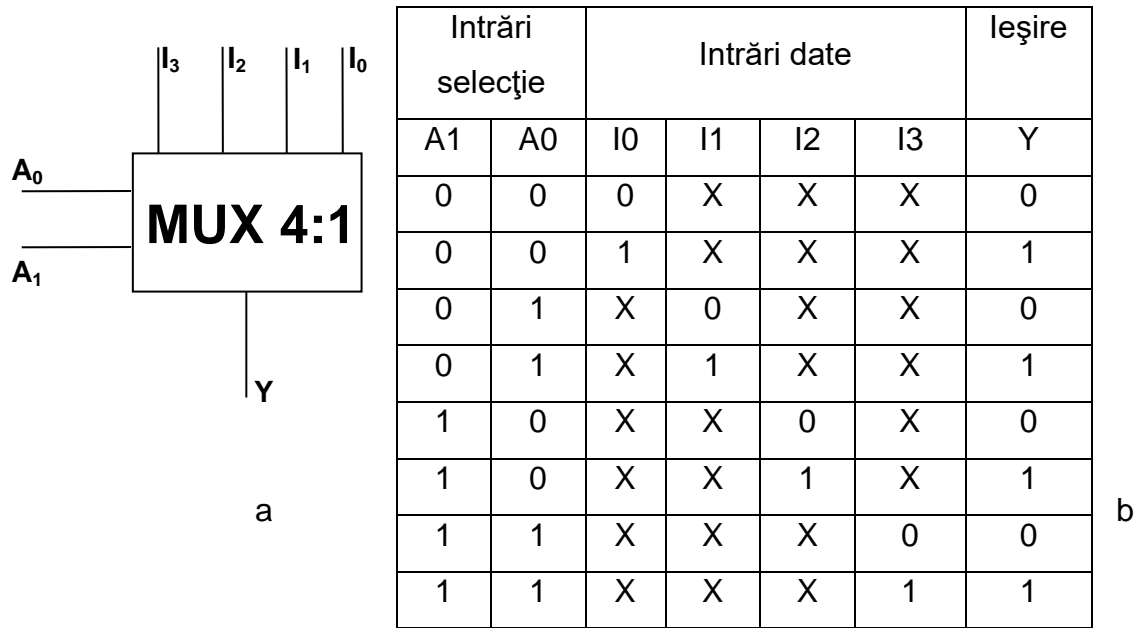 I₃ I₂ I₁ I₀
A₀
MUX 4:1
A₁
Y
a
Intrări selecţie Intrări date Ieşire
A1 A0 I0 I1 I2 I3 Y
0 0 0 X X X 0
0 0 1 X X X 1
0 1 X 0 X X 0
0 1 X 1 X X 1
1 0 X X 0 X 0
1 0 X X 1 X 1
1 1 X X X 0 0
1 1 X X X 1 1
b